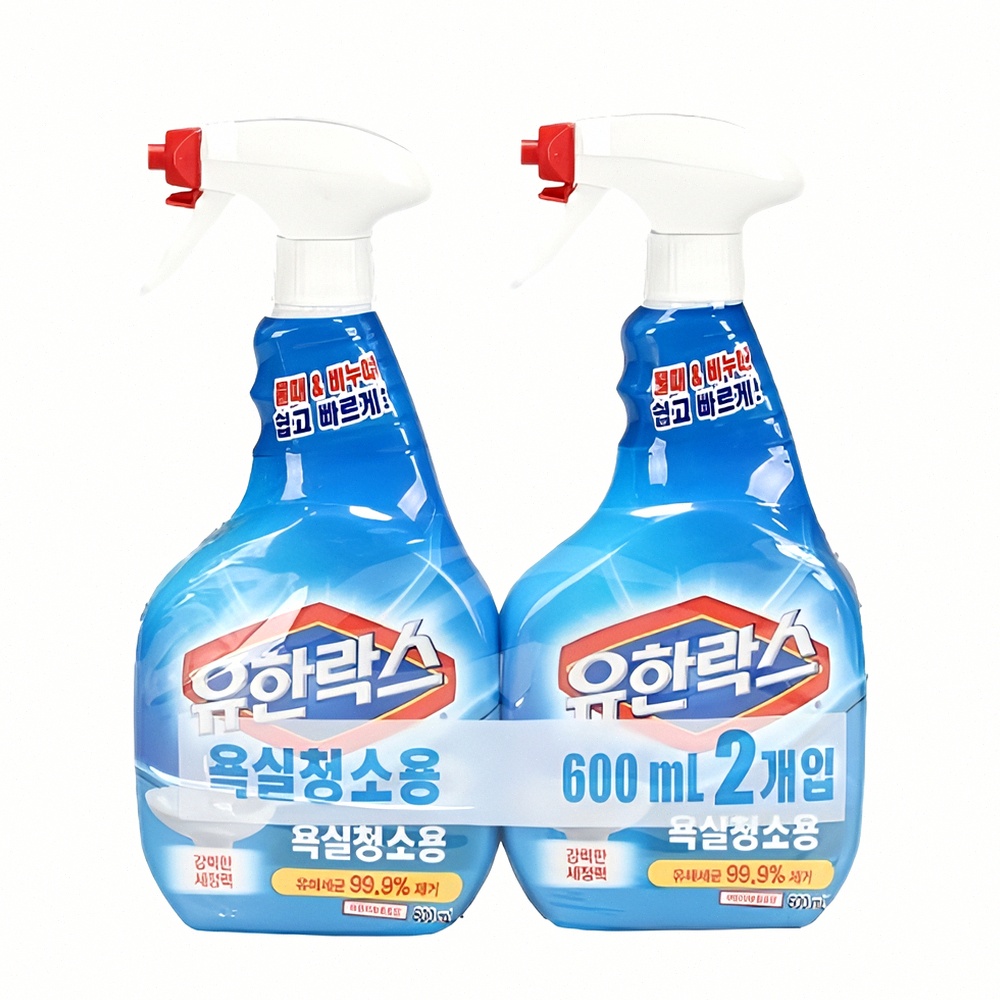 물때 & 비누때
쉽고 빠르게!
유한락스
욕실청소용
욕실청소용
강력한
세정력
유해세균 99.9% 제거
600 mL
물때 & 비누때
쉽고 빠르게!
유한락스
600 mL 2개입
욕실청소용
강력한
세정력
유해세균 99.9% 제거
600 mL